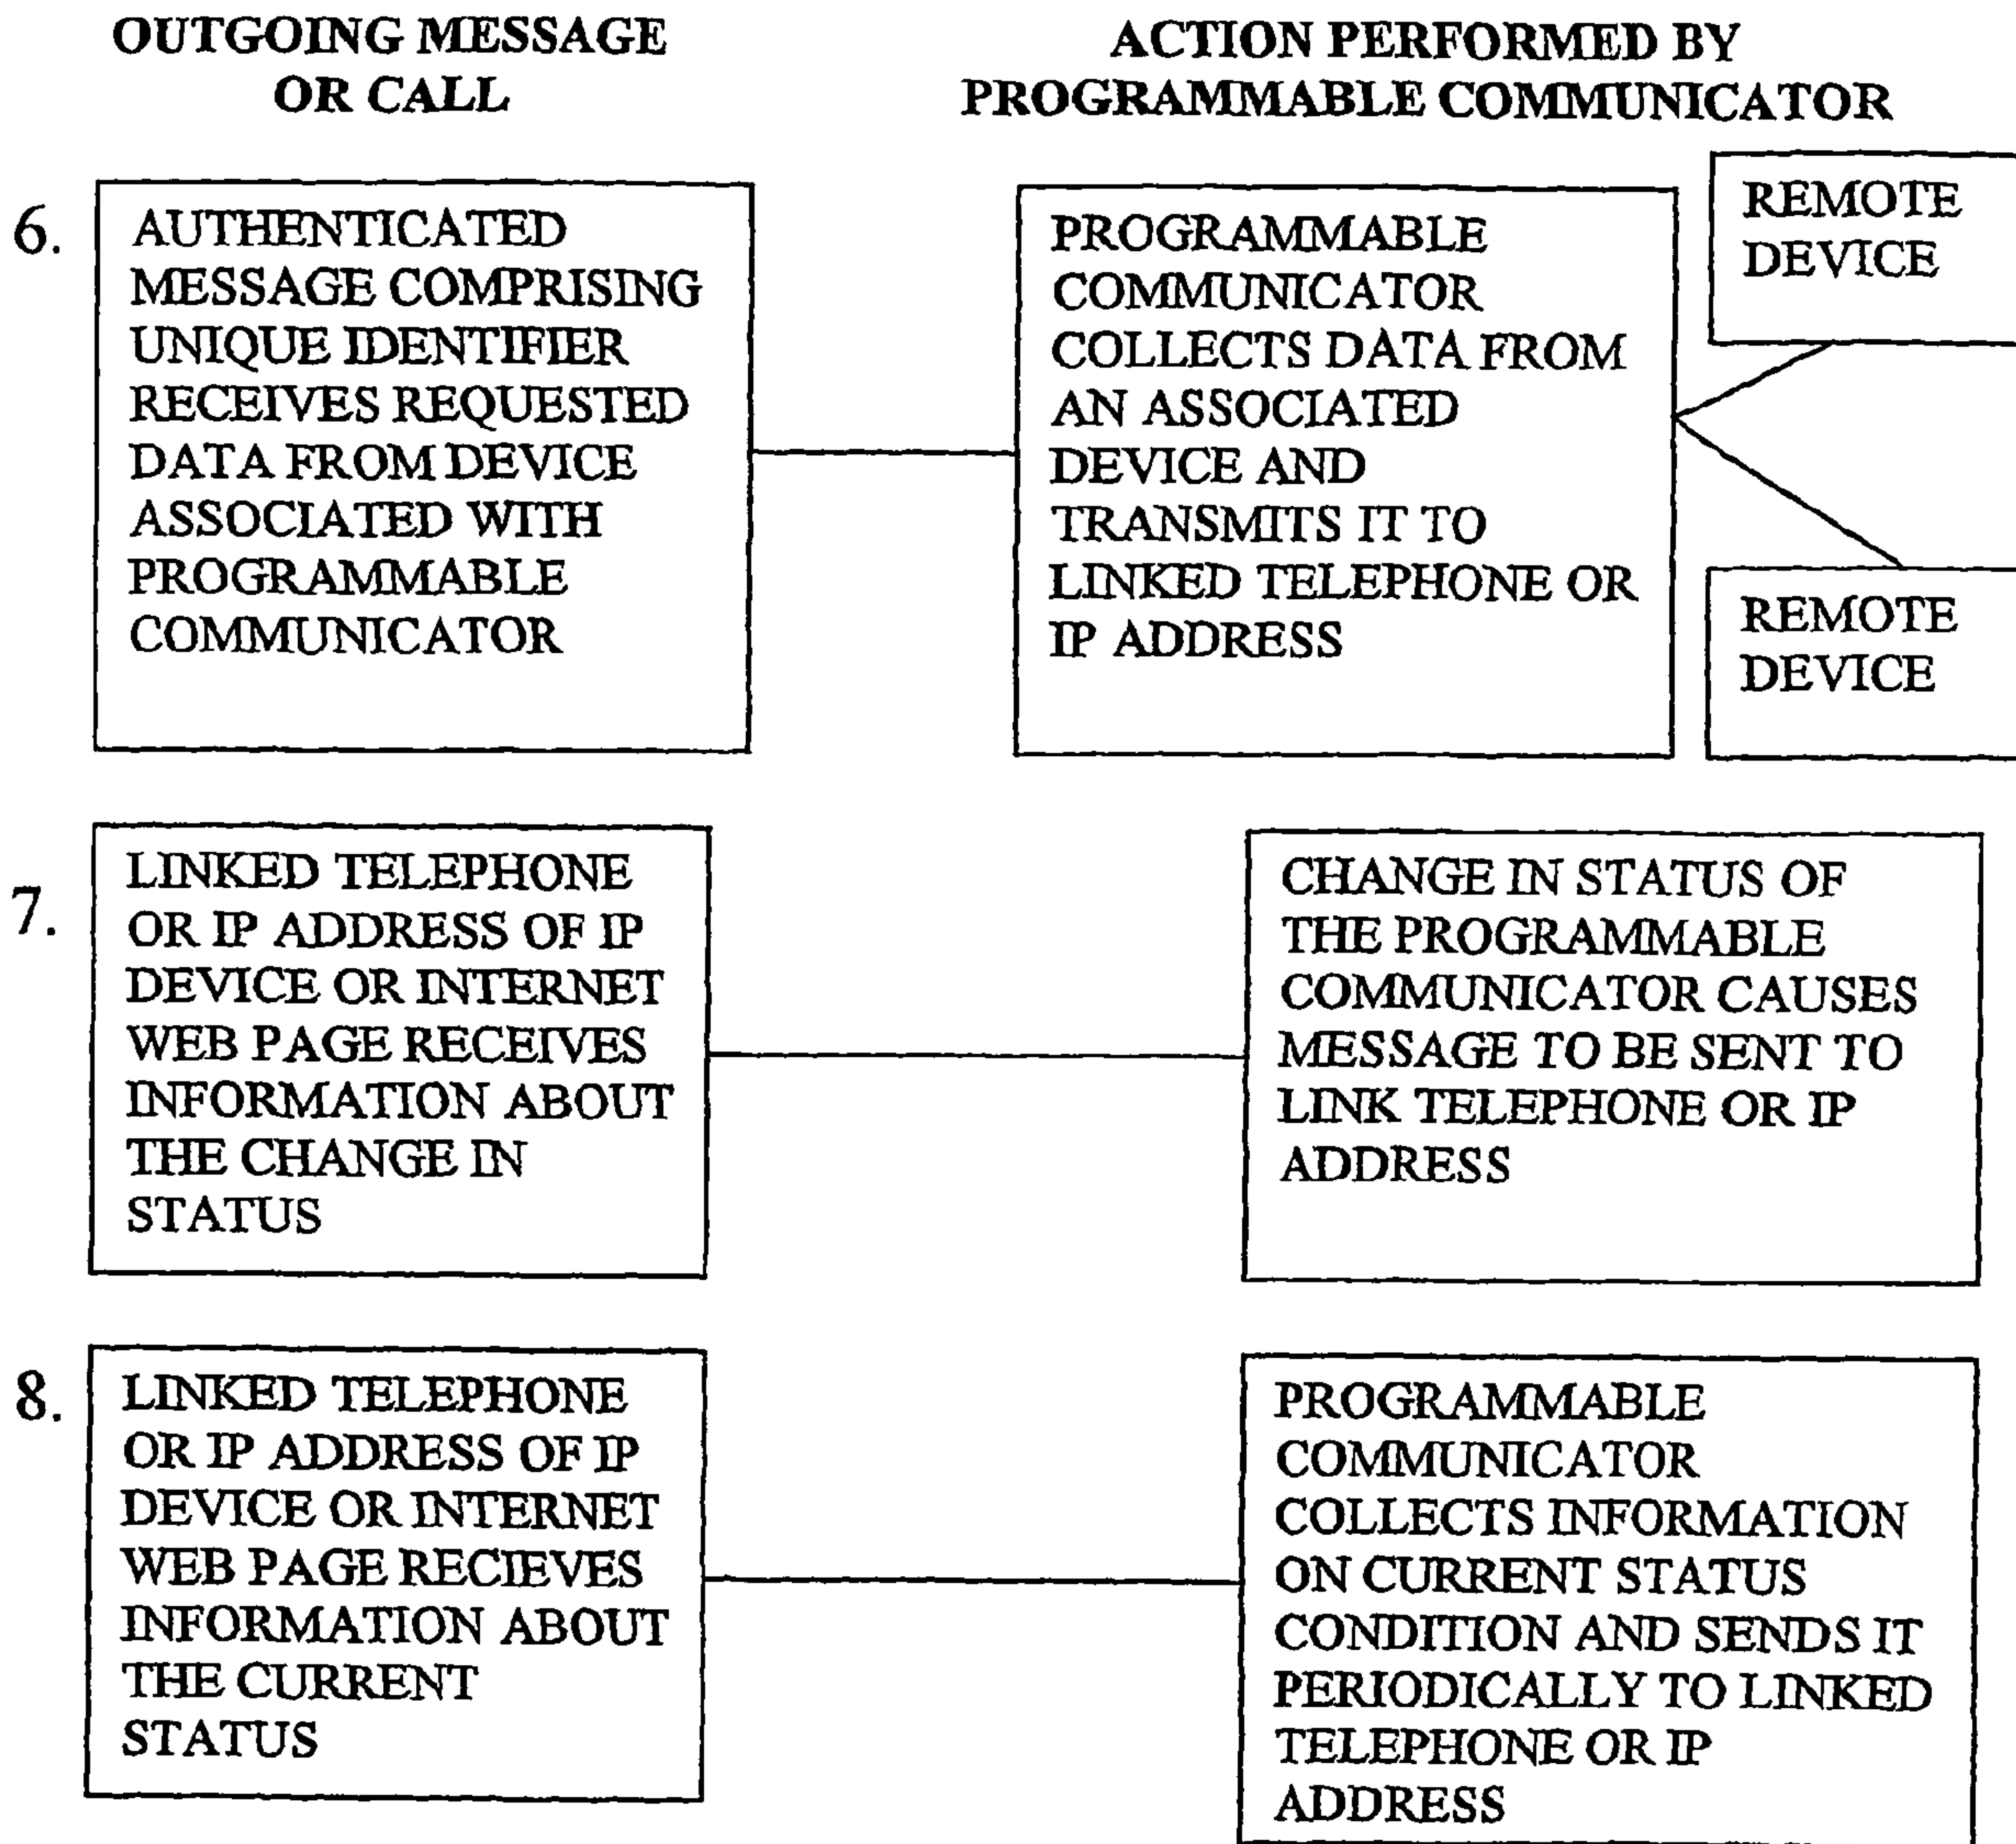 OUTGOING MESSAGE
OR CALL
ACTION PERFORMED BY
PROGRAMMABLE COMMUNICATOR
6.
AUTHENTICATED
MESSAGE COMPRISING
UNIQUE IDENTIFIER
RECEIVES REQUESTED
DATA FROM DEVICE
ASSOCIATED WITH
PROGRAMMABLE
COMMUNICATOR
PROGRAMMABLE
COMMUNICATOR
COLLECTS DATA FROM
AN ASSOCIATED
DEVICE AND
TRANSMITS IT TO
LINKED TELEPHONE OR
IP ADDRESS
REMOTE
DEVICE
REMOTE
DEVICE
7.
LINKED TELEPHONE
OR IP ADDRESS OF IP
DEVICE OR INTERNET
WEB PAGE RECEIVES
INFORMATION ABOUT
THE CHANGE IN
STATUS
CHANGE IN STATUS OF
THE PROGRAMMABLE
COMMUNICATOR CAUSES
MESSAGE TO BE SENT TO
LINK TELEPHONE OR IP
ADDRESS
8.
LINKED TELEPHONE
OR IP ADDRESS OF IP
DEVICE OR INTERNET
WEB PAGE RECIEVES
INFORMATION ABOUT
THE CURRENT
STATUS
PROGRAMMABLE
COMMUNICATOR
COLLECTS INFORMATION
ON CURRENT STATUS
CONDITION AND SENDS IT
PERIODICALLY TO LINKED
TELEPHONE OR IP
ADDRESS